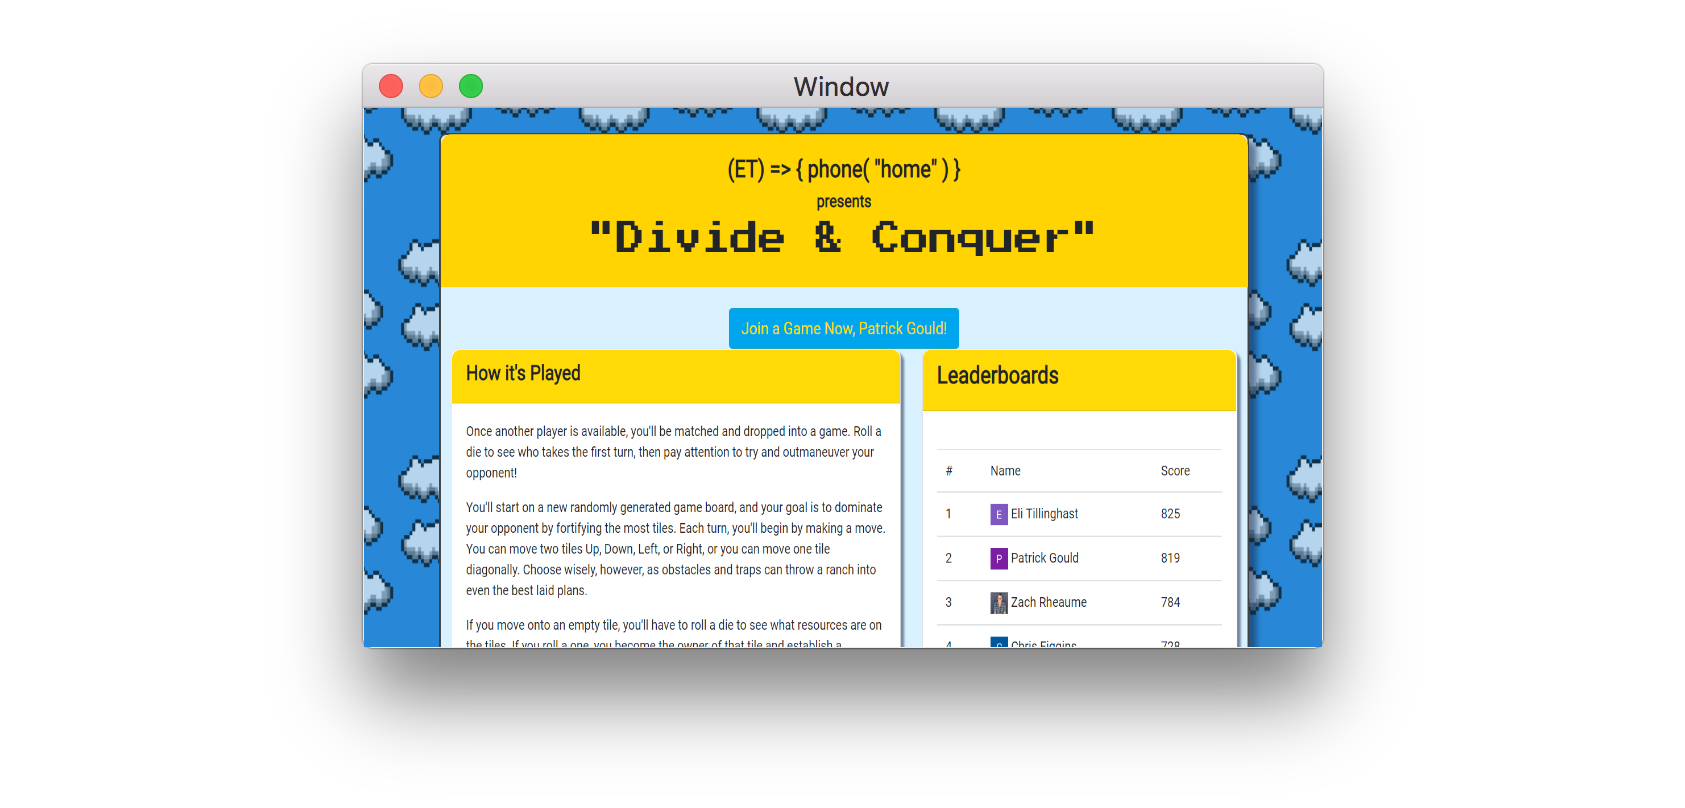 Window
(ET) => { phone( "home" ) }
presents
"Divide & Conquer"
Join a Game Now, Patrick Gould!
How it's Played
Once another player is available, you'll be matched and dropped into a game. Roll a
die to see who takes the first turn, then pay attention to try and outmaneuver your
opponent!
You'll start on a new randomly generated game board, and your goal is to dominate
your opponent by fortifying the most tiles. Each turn, you'll begin by making a move.
You can move two tiles Up, Down, Left, or Right, or you can move one tile
diagonally. Choose wisely, however, as obstacles and traps can throw a ranch into
even the best laid plans.
If you move onto an empty tile, you'll have to roll a die to see what resources are on
the tiles. If you roll a one, you become the owner of that tile and establish a
Leaderboards
# Name Score
1 E Eli Tillinghast 825
2 P Patrick Gould 819
3 Zach Rheaume 784
4 C Chris Figgins 728